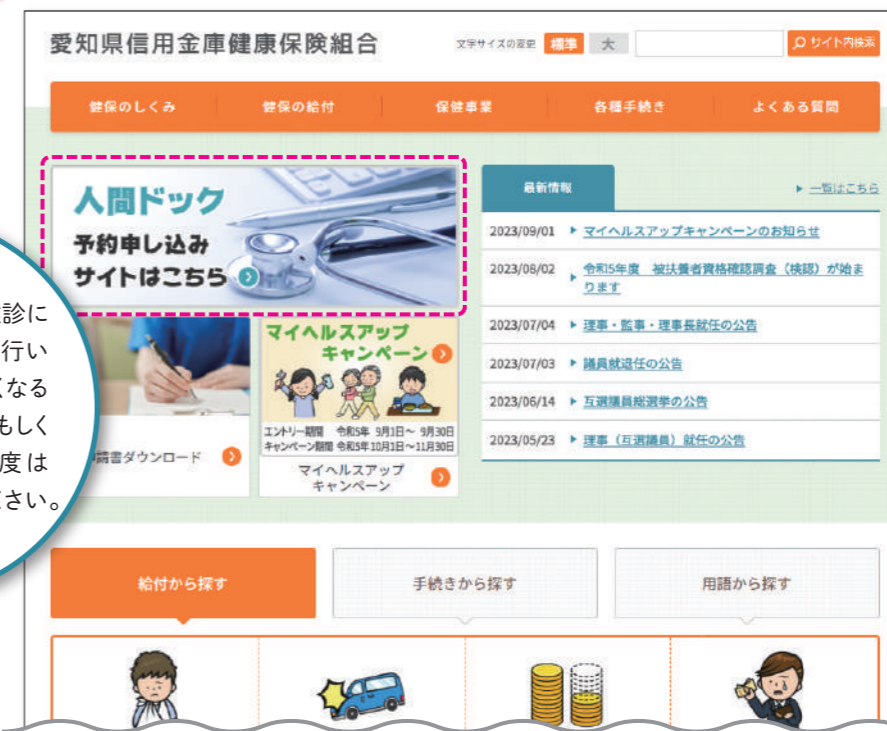 愛知県信用金庫健康保険組合
文字サイズの変更 標準 大
サイト内検索
健保のしくみ 健保の給付 保健事業 各種手続き よくある質問
人間ドック
予約申し込み
サイトはこちら
最新情報
一覧はこちら
2023/09/01 マイヘルスアップキャンペーンのお知らせ
2023/08/02 令和5年度 被扶養者資格確認調査（検認）が始ま
ります
2023/07/04 理事・監事・理事長就任の公告
2023/07/03 議員就退任の公告
2023/06/14 互選議員総選挙の公告
2023/05/23 理事（互選議員）就任の公告
診に
行い
くなる
もしく
度は
ださい。
請書ダウンロード
マイヘルスアップ
キャンペーン
エントリー期間 令和5年 9月1日～ 9月30日
キャンペーン期間 令和5年10月1日～11月30日
マイヘルスアップ
キャンペーン
給付から探す 手続きから探す 用語から探す